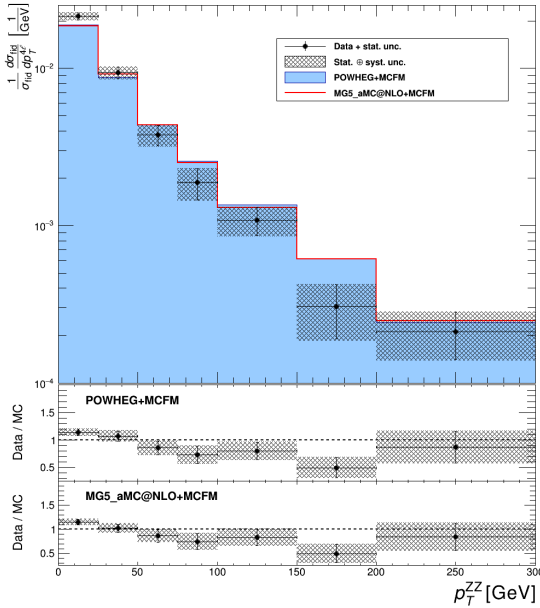 1/σ_fid dσ_fid/dp_T^{4ℓ} [1/GeV]
10^{−2}
10^{−3}
10^{−4}
Data + stat. unc.
Stat. ⊕ syst. unc.
POWHEG+MCFM
MG5_aMC@NLO+MCFM
POWHEG+MCFM
Data / MC
1.5
1
0.5
MG5_aMC@NLO+MCFM
Data / MC
1.5
1
0.5
0 50 100 150 200 250 300
p_T^{ZZ} [GeV]